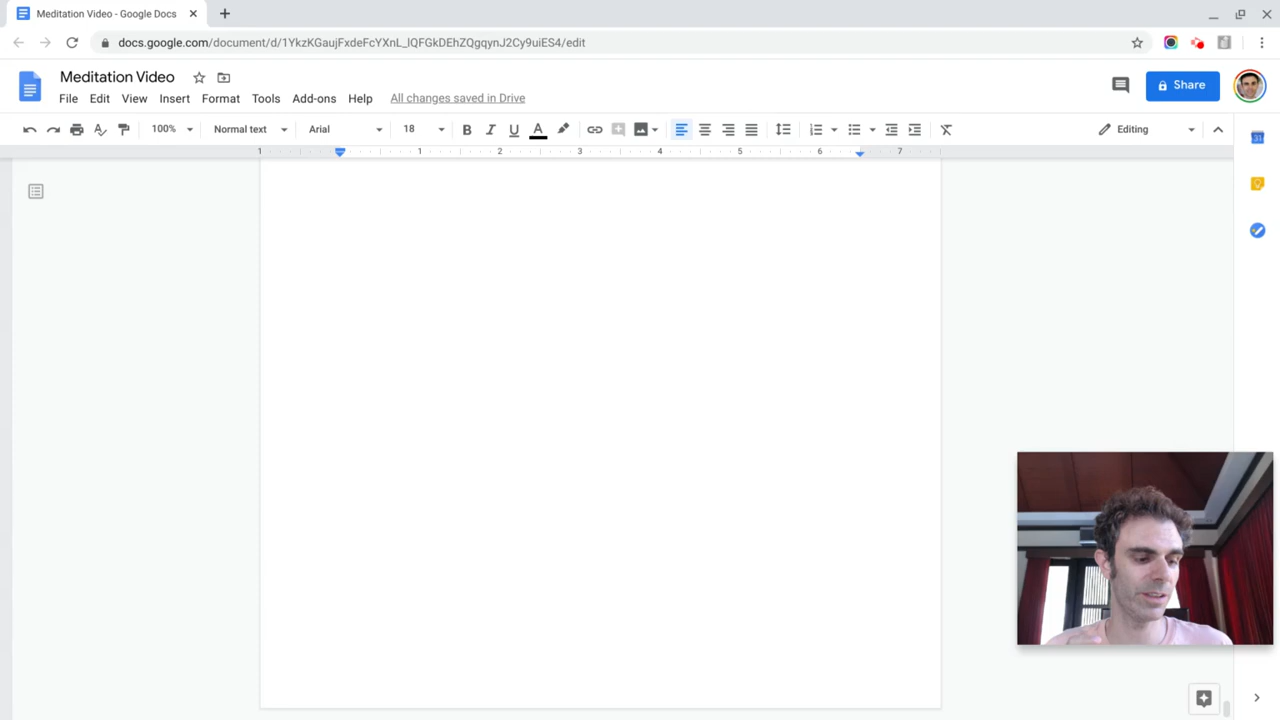 Meditation Video - Google Docs
docs.google.com/document/d/1YkzKGaujFxdeFcYXnL_lQFGkDEhZQgqynJ2Cy9uiES4/edit
Meditation Video
Share
File Edit View Insert Format Tools Add-ons Help All changes saved in Drive
100% Normal text Arial 18 B I U A Editing
1 1 2 3 4 5 6 7
31